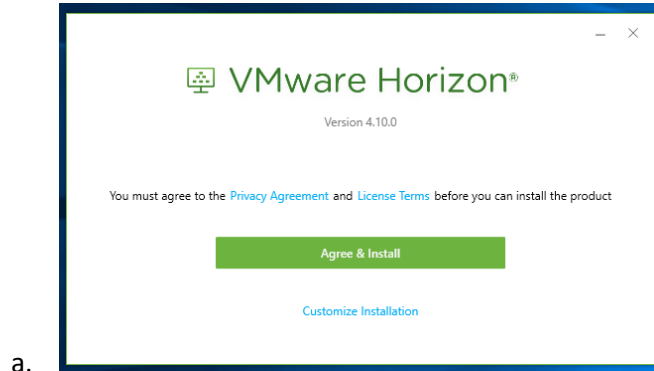 VMware Horizon®
Version 4.10.0
You must agree to the Privacy Agreement and License Terms before you can install the product
Agree & Install
Customize Installation
a.